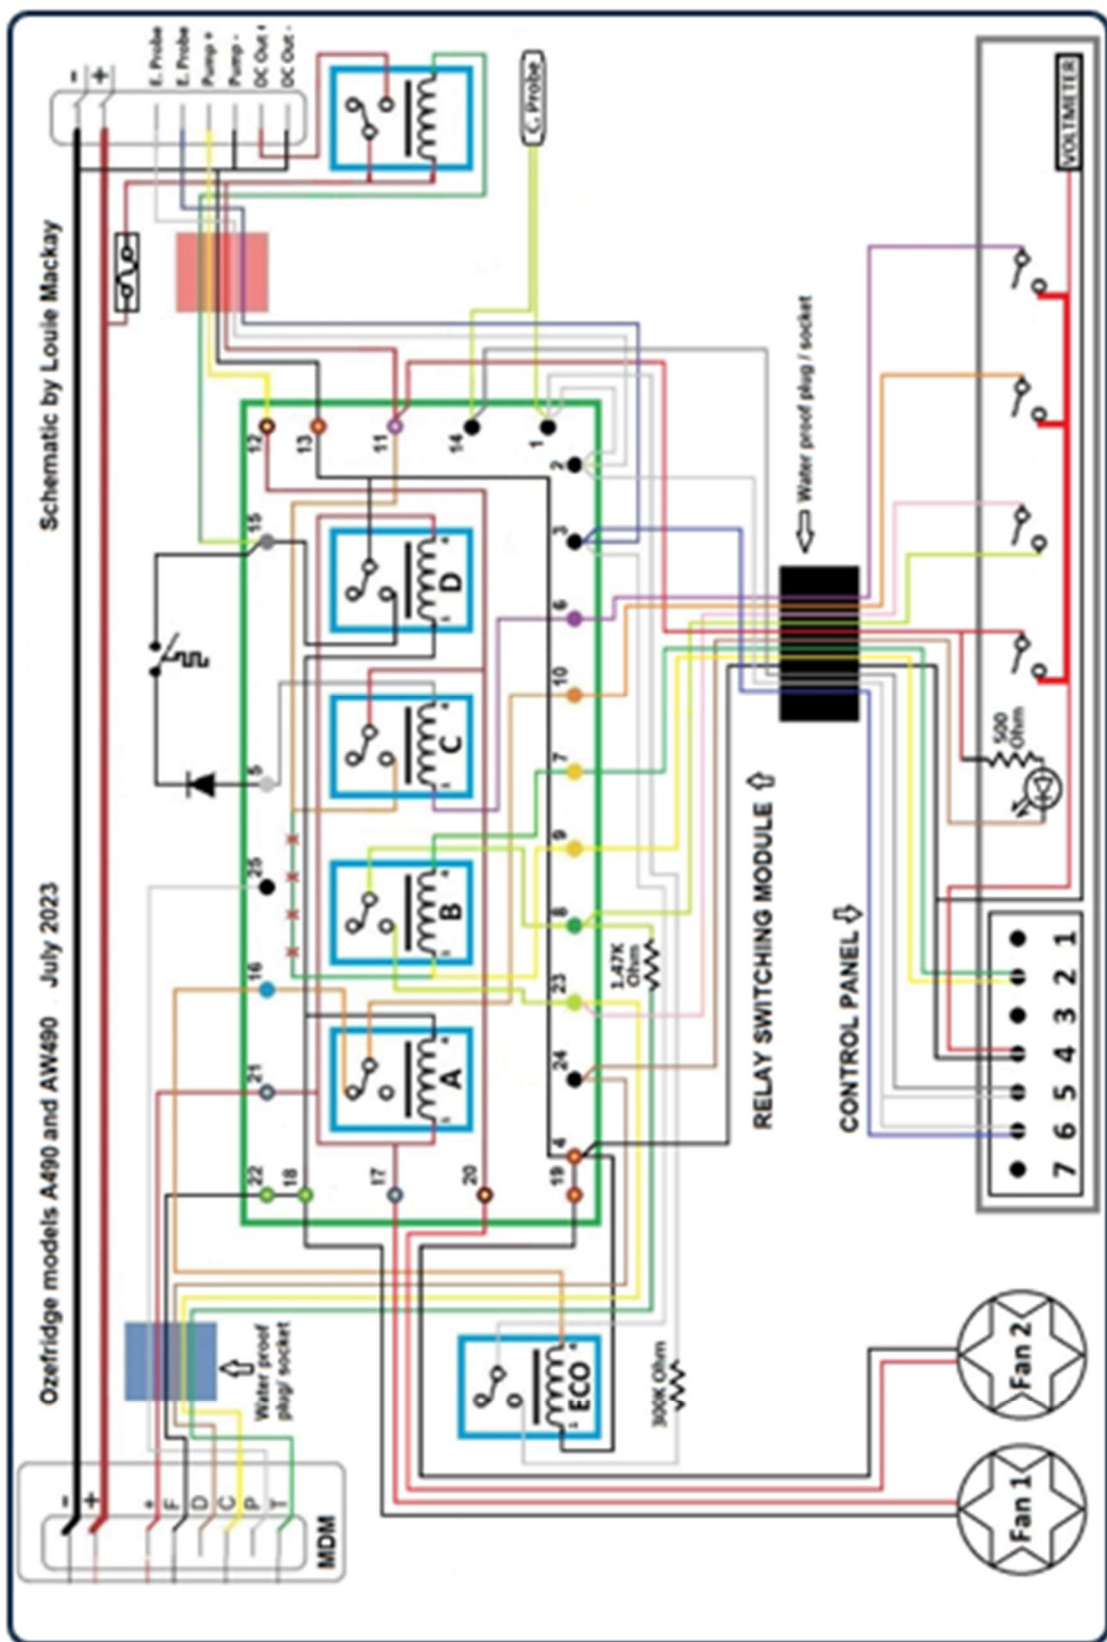 Ozefridge models A490 and AW490 July 2023
Schematic by Louie Mackay
- +
E. Probe
E. Probe
Pump +
Pump -
DC Out +
DC Out -
C. Probe
MDM
- +
+
F
D
C
P
T
Water proof
plug/ socket
22
18
21
16
25
5
15
12
13
11
14
1
2
3
6
10
7
9
8
23
24
4
19
20
17
A
B
C
D
ECO
1.47K
Ohm
300K Ohm
RELAY SWITCHING MODULE
Water proof plug / socket
CONTROL PANEL
7 6 5 4 3 2 1
500
Ohm
VOLTMETER
Fan 1
Fan 2